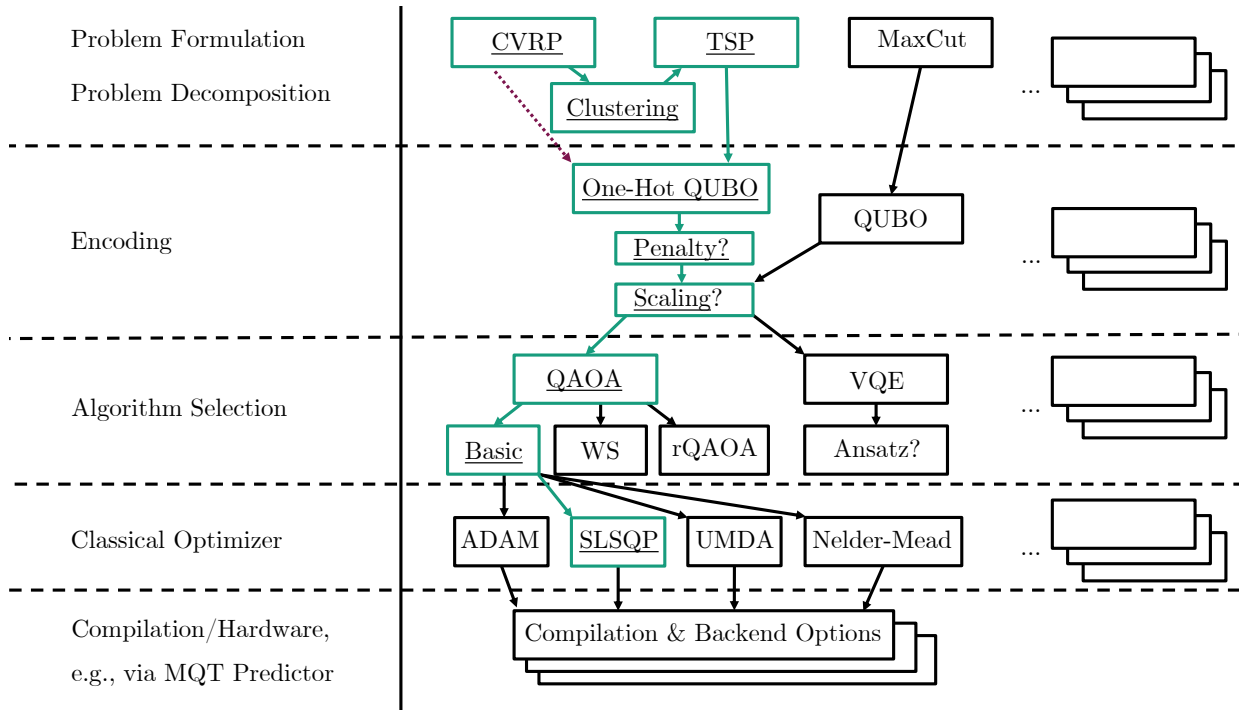 Problem Formulation
CVRP
TSP
MaxCut
Problem Decomposition
Clustering
...
One-Hot QUBO
QUBO
Encoding
Penalty?
...
Scaling?
QAOA
VQE
Algorithm Selection
...
Basic
WS
rQAOA
Ansatz?
Classical Optimizer
ADAM
SLSQP
UMDA
Nelder-Mead
...
Compilation/Hardware,
e.g., via MQT Predictor
Compilation & Backend Options